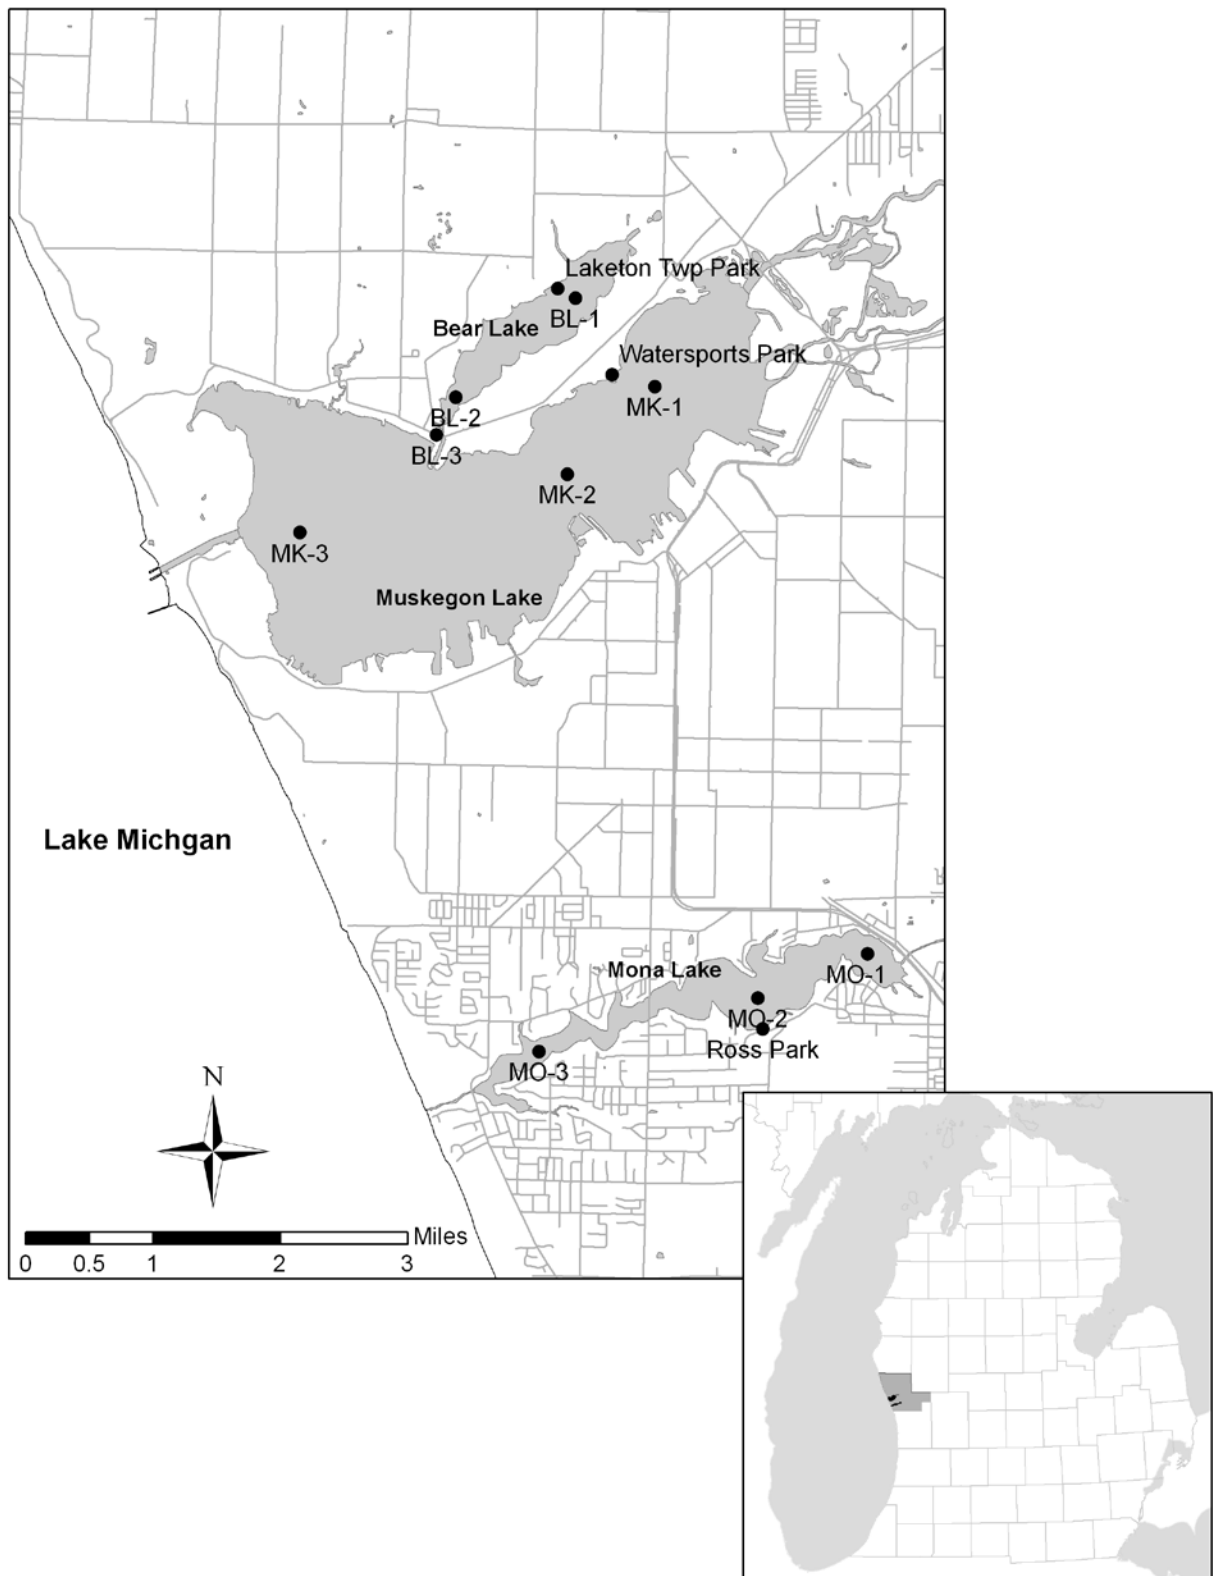 Laketon Twp Park
BL-1
Bear Lake
Watersports Park
MK-1
BL-2
BL-3
MK-2
MK-3
Muskegon Lake
Lake Michgan
Mona Lake
MO-1
MO-2
Ross Park
MO-3
N
Miles
0 0.5 1 2 3